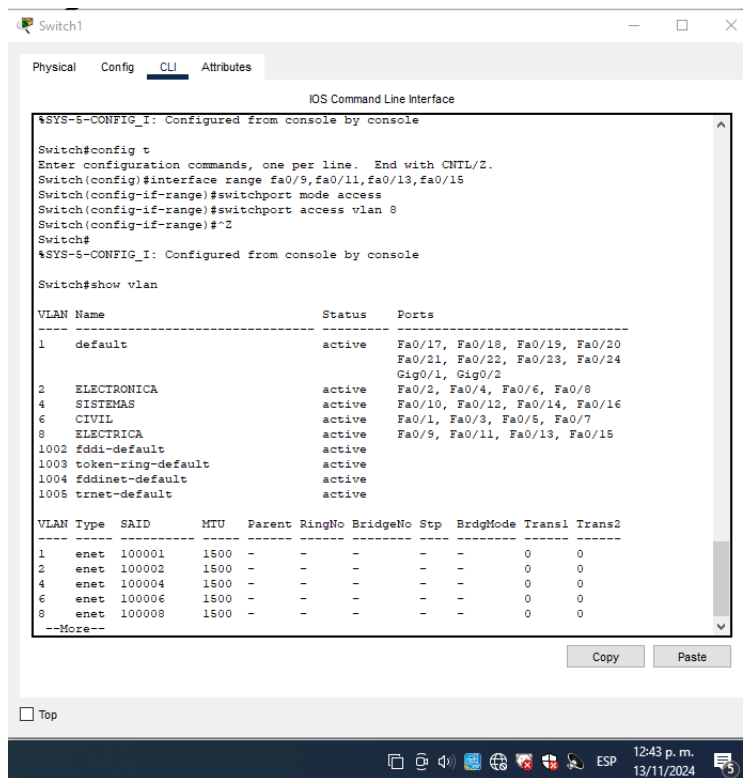 Switch1
Physical Config CLI Attributes
IOS Command Line Interface
%SYS-5-CONFIG_I: Configured from console by console
Switch#config t
Enter configuration commands, one per line.  End with CNTL/Z.
Switch(config)#interface range fa0/9,fa0/11,fa0/13,fa0/15
Switch(config-if-range)#switchport mode access
Switch(config-if-range)#switchport access vlan 8
Switch(config-if-range)#^Z
Switch#
%SYS-5-CONFIG_I: Configured from console by console
Switch#show vlan
VLAN Name                             Status    Ports
---- -------------------------------- --------- -------------------------------
1    default                          active    Fa0/17, Fa0/18, Fa0/19, Fa0/20
                                                Fa0/21, Fa0/22, Fa0/23, Fa0/24
                                                Gig0/1, Gig0/2
2    ELECTRONICA                      active    Fa0/2, Fa0/4, Fa0/6, Fa0/8
4    SISTEMAS                         active    Fa0/10, Fa0/12, Fa0/14, Fa0/16
6    CIVIL                            active    Fa0/1, Fa0/3, Fa0/5, Fa0/7
8    ELECTRICA                        active    Fa0/9, Fa0/11, Fa0/13, Fa0/15
1002 fddi-default                     active
1003 token-ring-default               active
1004 fddinet-default                  active
1005 trnet-default                    active
VLAN Type  SAID       MTU   Parent RingNo BridgeNo Stp  BrdgMode Trans1 Trans2
---- ----- ---------- ----- ------ ------ -------- ---- -------- ------ ------
1    enet  100001     1500  -      -      -        -    -        0      0
2    enet  100002     1500  -      -      -        -    -        0      0
4    enet  100004     1500  -      -      -        -    -        0      0
6    enet  100006     1500  -      -      -        -    -        0      0
8    enet  100008     1500  -      -      -        -    -        0      0
--More--
Copy Paste
Top
ESP
12:43 p. m.
13/11/2024
5